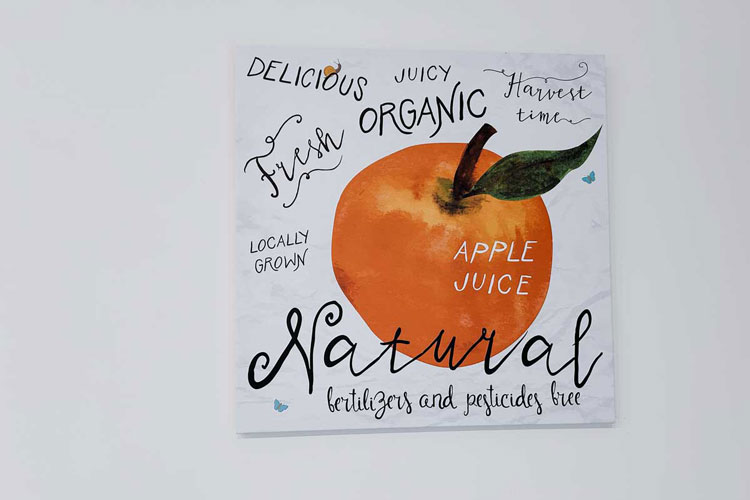 DELICIOUS
JUICY
ORGANIC
Harvest
time
Fresh
LOCALLY
GROWN
APPLE
JUICE
Natural
fertilizers and pesticides free